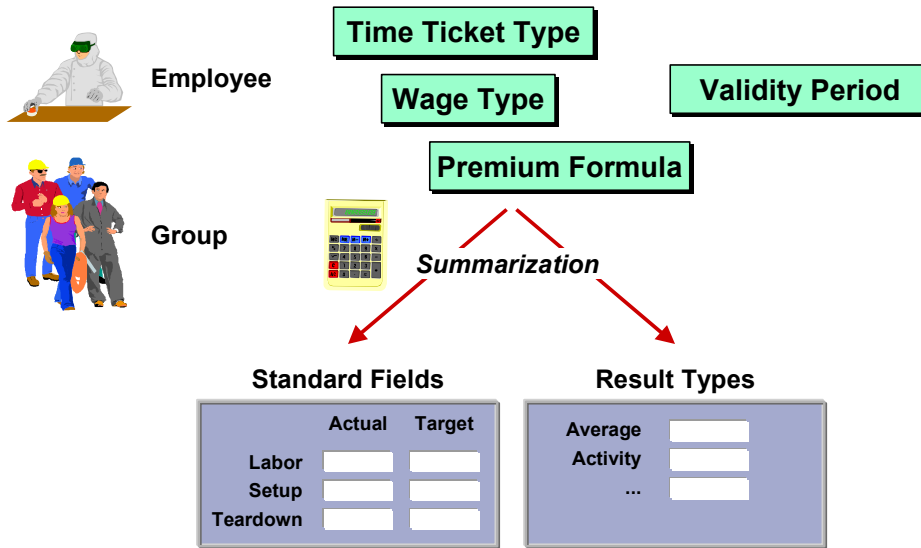 Time Ticket Type
Employee
Wage Type
Validity Period
Premium Formula
Group
Summarization
Standard Fields
Result Types
Actual Target
Labor
Setup
Teardown
Average
Activity
...